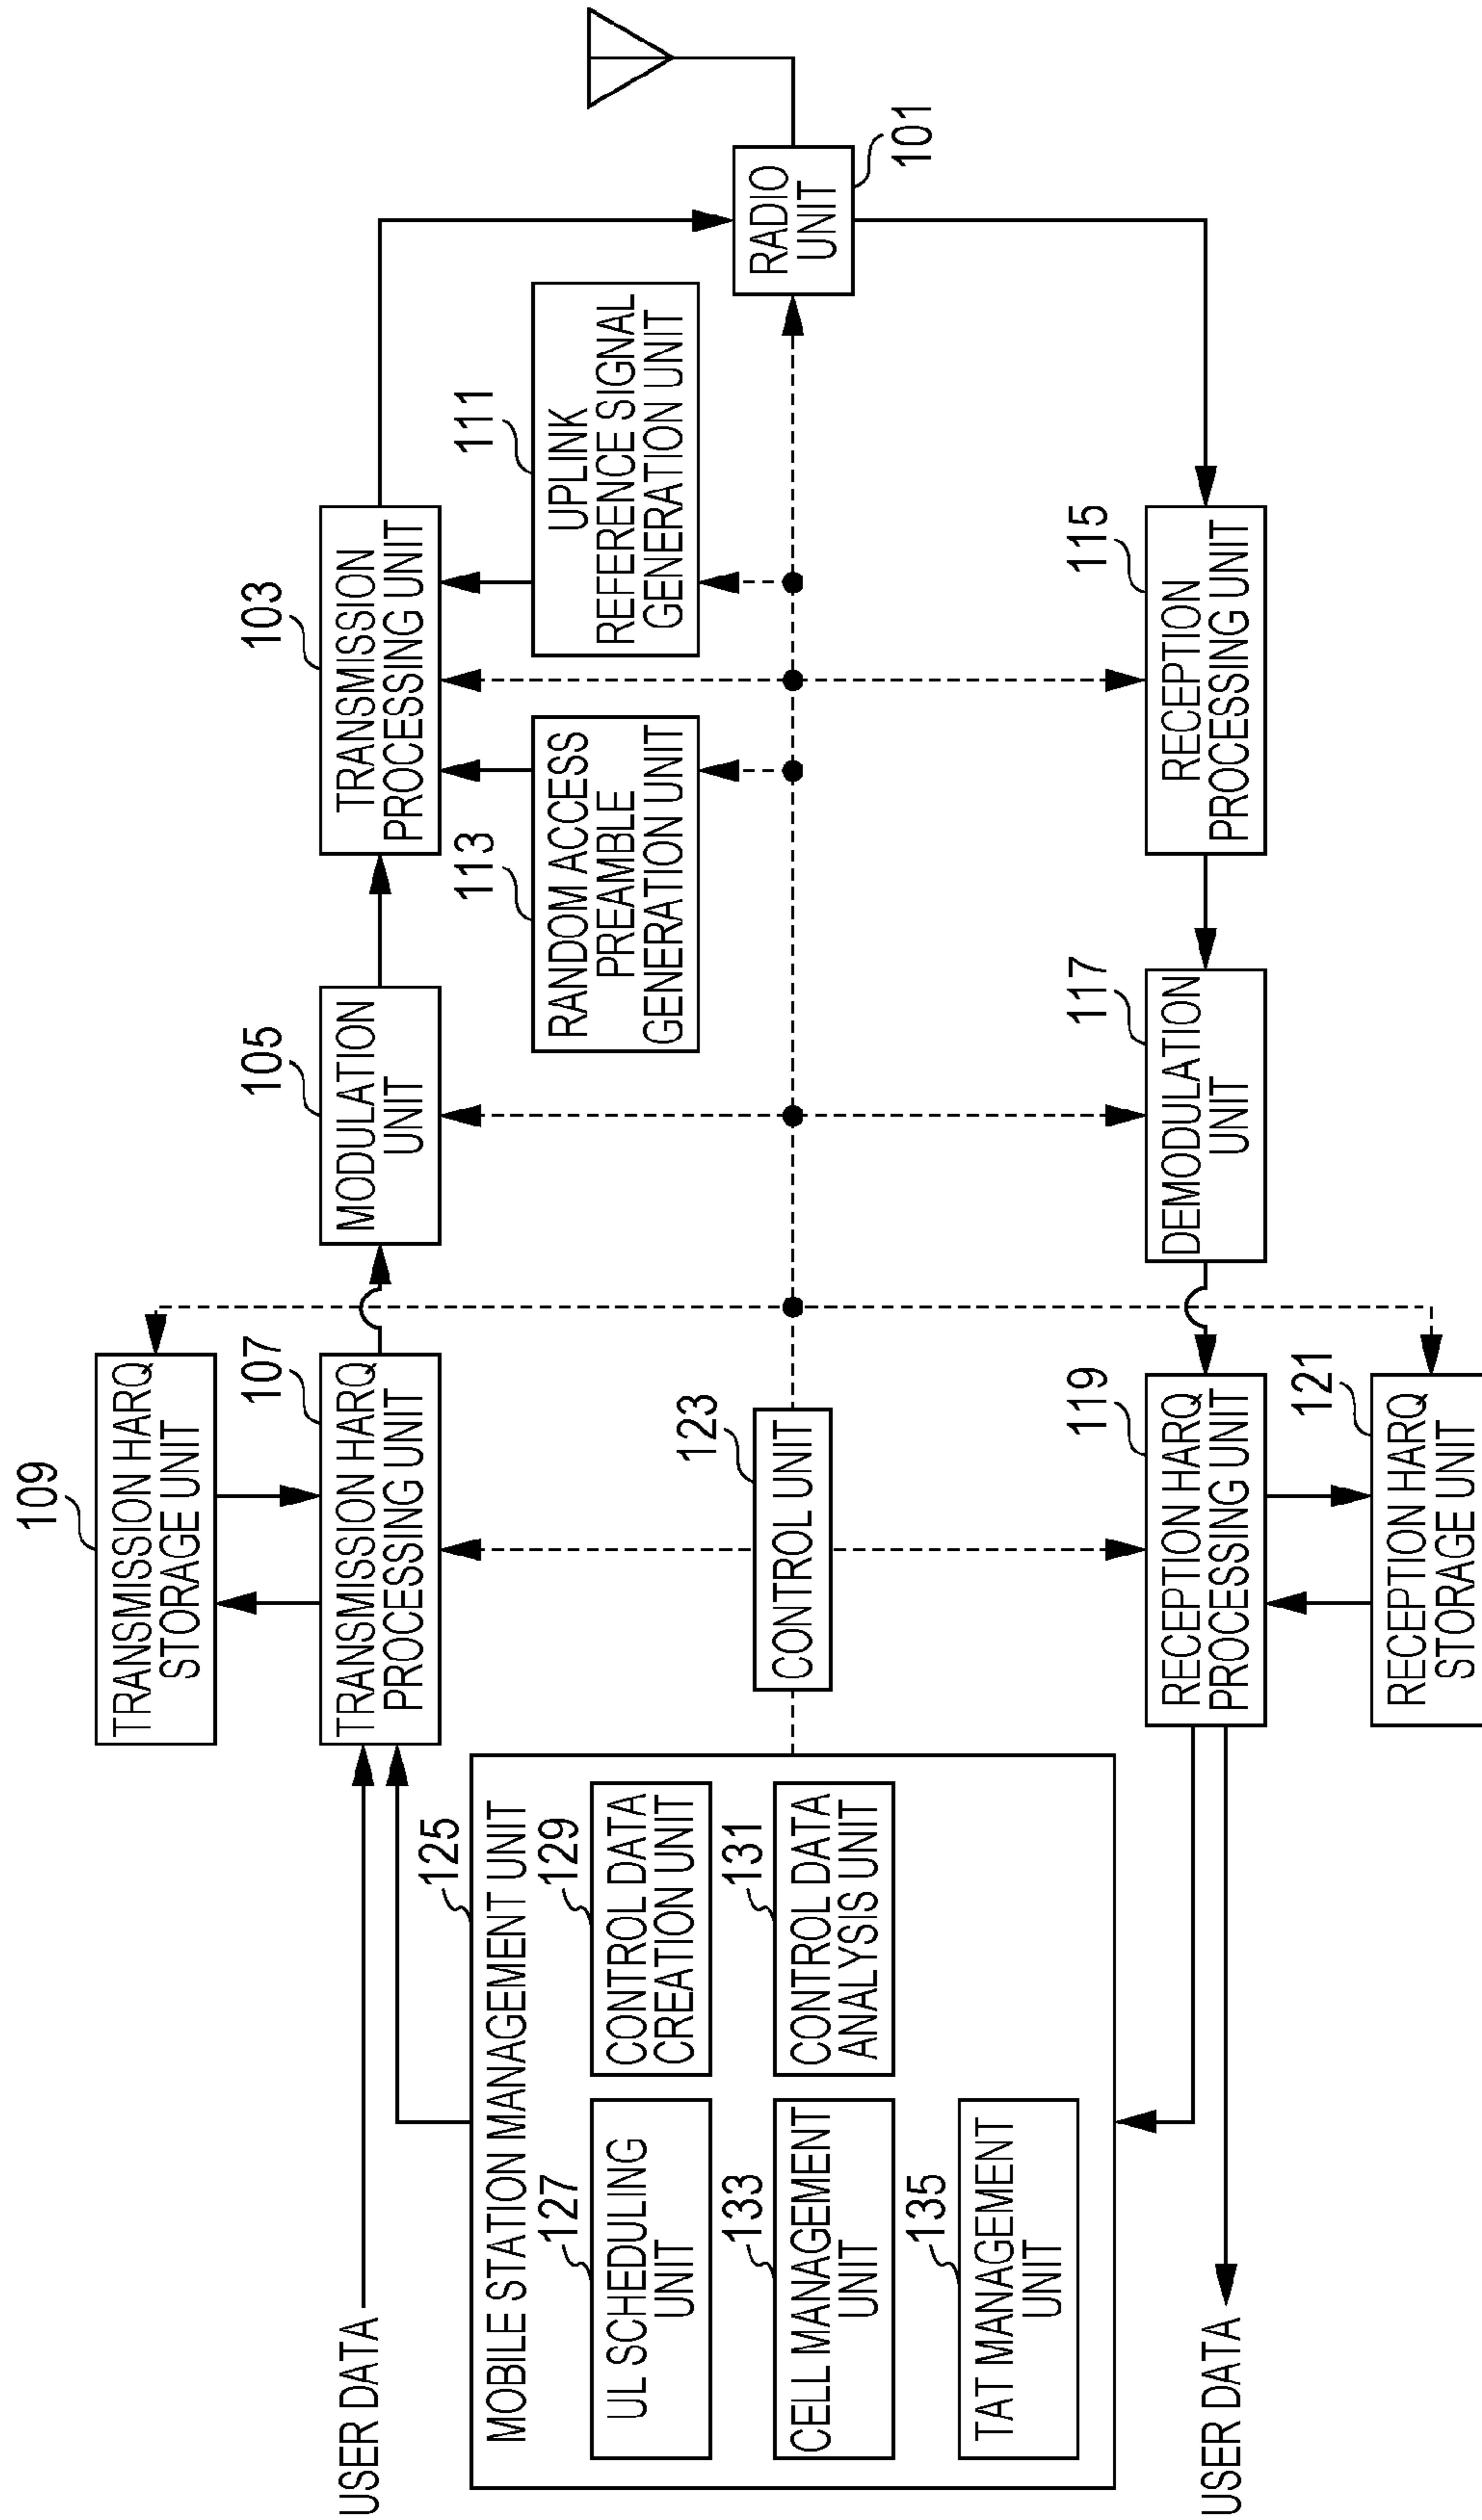 109
TRANSMISSION HARQ
STORAGE UNIT
USER DATA
107
TRANSMISSION HARQ
PROCESSING UNIT
105
MODULATION
UNIT
103
TRANSMISSION
PROCESSING UNIT
125
MOBILE STATION MANAGEMENT UNIT
127
UL SCHEDULING
UNIT
129
CONTROL DATA
CREATION UNIT
133
CELL MANAGEMENT
UNIT
131
CONTROL DATA
ANALYSIS UNIT
135
TAT MANAGEMENT
UNIT
123
CONTROL UNIT
113
RANDOM ACCESS
PREAMBLE
GENERATION UNIT
111
UPLINK
REFERENCE SIGNAL
GENERATION UNIT
RADIO
UNIT
101
USER DATA
119
RECEPTION HARQ
PROCESSING UNIT
117
DEMODULATION
UNIT
115
RECEPTION
PROCESSING UNIT
121
RECEPTION HARQ
STORAGE UNIT